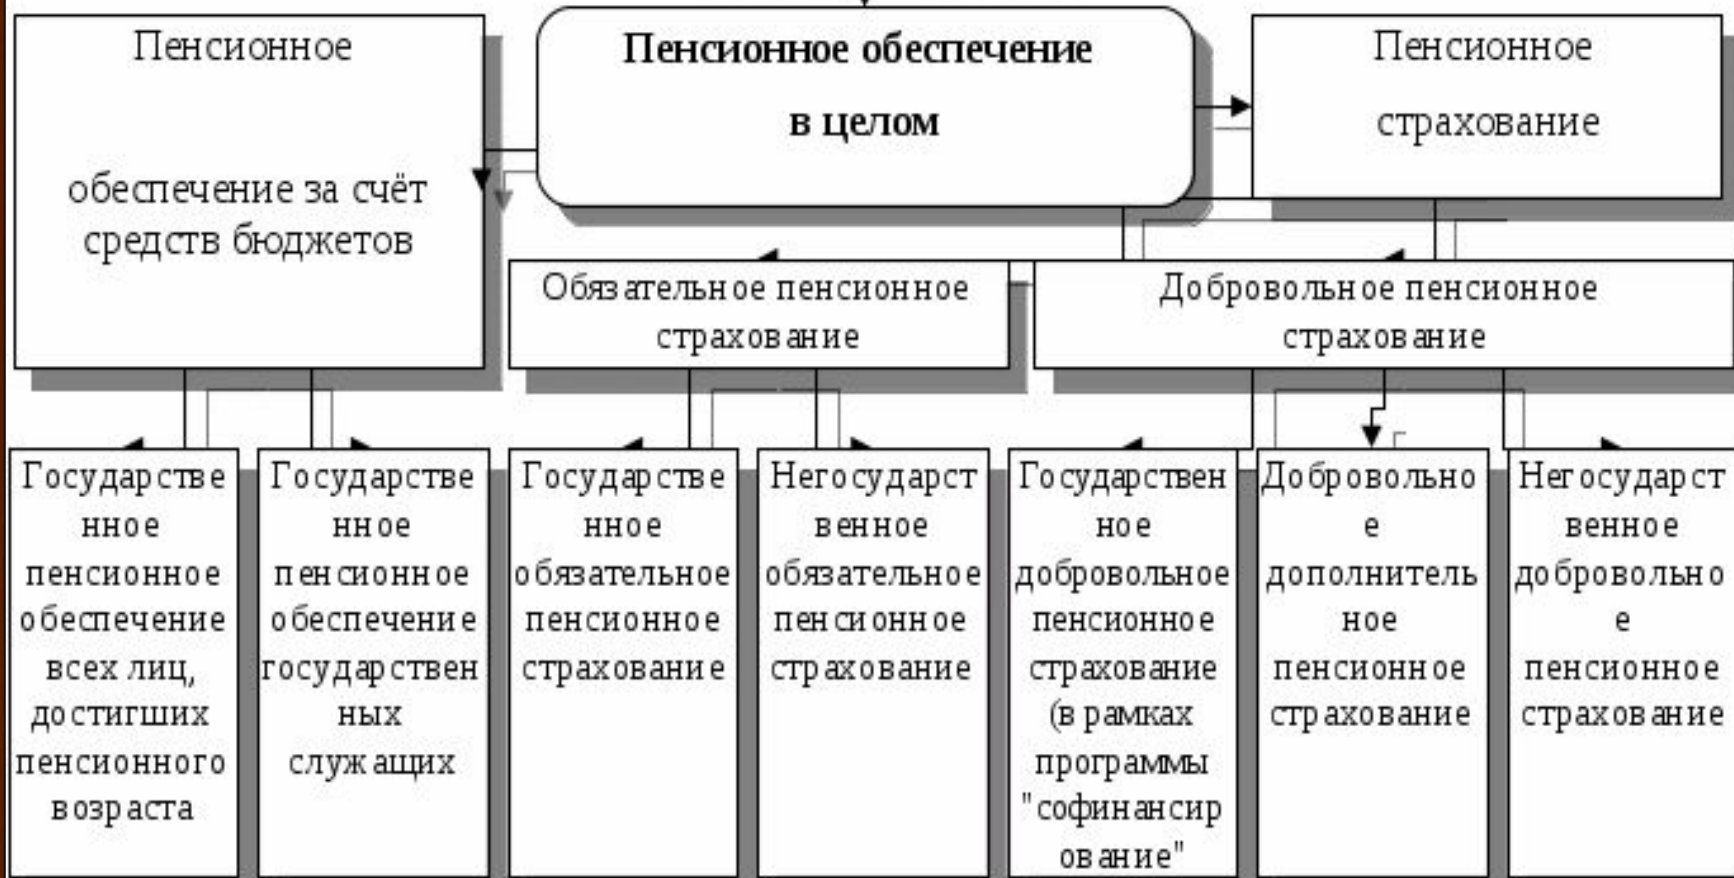 Пенсионное
обеспечение за счёт
средств бюджетов
Пенсионное обеспечение
в целом
Пенсионное
страхование
Обязательное пенсионное
страхование
Добровольное пенсионное
страхование
Государстве
нное
пенсионное
обеспечение
всех лиц,
достигших
пенсионного
возраста
Государстве
нное
пенсионное
обеспечение
государствен
ных
служащих
Государстве
нное
обязательное
пенсионное
страхование
Негосударст
венное
обязательное
пенсионное
страхование
Государствен
ное
добровольное
пенсионное
страхование
(в рамках
программы
"софинансир
ование"
Добровольно
е
дополнитель
ное
пенсионное
страхование
Негосударст
венное
добровольно
е
пенсионное
страхование